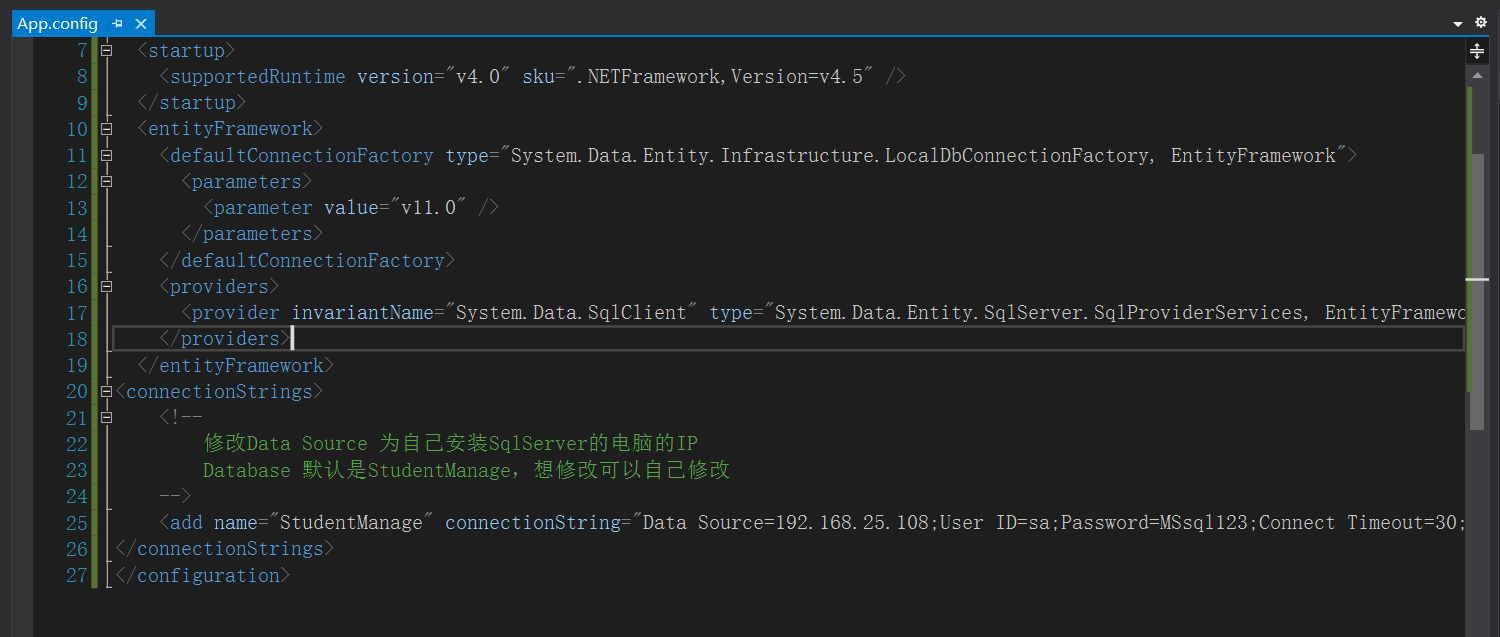 App.config
7 <startup>
8 <supportedRuntime version="v4.0" sku=".NETFramework,Version=v4.5" />
9 </startup>
10 <entityFramework>
11 <defaultConnectionFactory type="System.Data.Entity.Infrastructure.LocalDbConnectionFactory, EntityFramework">
12 <parameters>
13 <parameter value="v11.0" />
14 </parameters>
15 </defaultConnectionFactory>
16 <providers>
17 <provider invariantName="System.Data.SqlClient" type="System.Data.Entity.SqlServer.SqlProviderServices, EntityFramewo
18 </providers>
19 </entityFramework>
20 <connectionStrings>
21 <!--
22 修改Data Source 为自己安装SqlServer的电脑的IP
23 Database 默认是StudentManage，想修改可以自己修改
24 -->
25 <add name="StudentManage" connectionString="Data Source=192.168.25.108;User ID=sa;Password=MSsql123;Connect Timeout=30;
26 </connectionStrings>
27 </configuration>